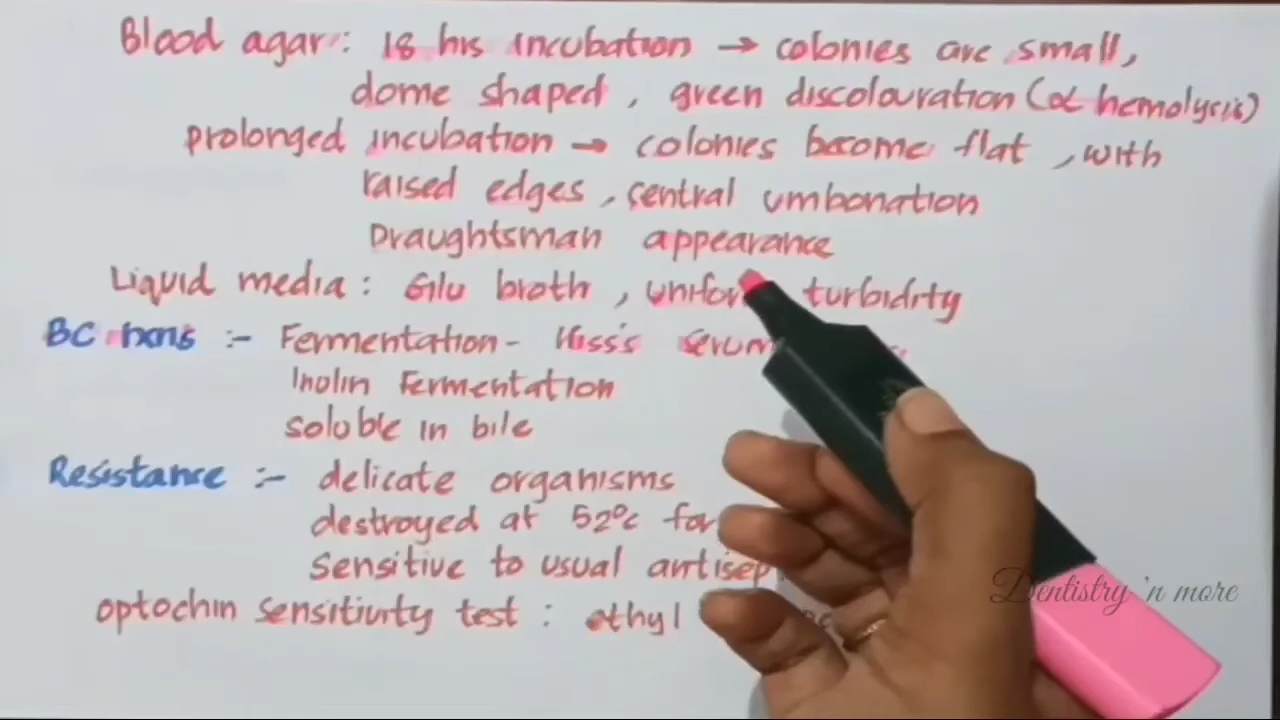 Blood agar: 18 hrs incubation → colonies are small,
dome shaped, green discolouration (α hemolysis)
prolonged incubation → colonies become flat, with
raised edges, central umbonation
Draughtsman appearance
Liquid media: Glu broth, turbidity
BC rxns :- Fermentation- Hiss's
Inulin Fermentation
soluble in bile
Resistance :- delicate organisms
destroyed at 52°c for
sensitive to usual
optochin sensitivity test: ethyl
Dentistry 'n more